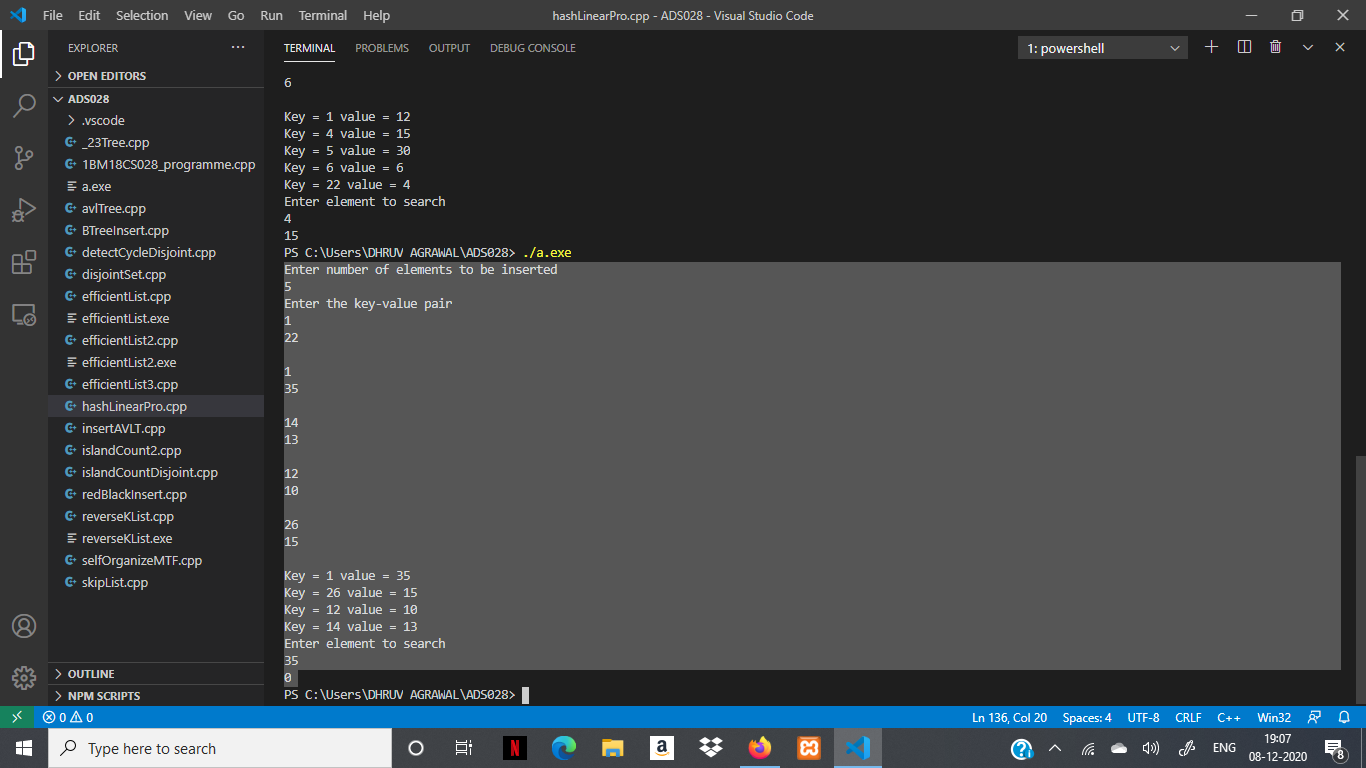 File Edit Selection View Go Run Terminal Help
hashLinearPro.cpp - ADS028 - Visual Studio Code
EXPLORER
OPEN EDITORS
ADS028
.vscode
_23Tree.cpp
1BM18CS028_programme.cpp
a.exe
avlTree.cpp
BTreeInsert.cpp
detectCycleDisjoint.cpp
disjointSet.cpp
efficientList.cpp
efficientList.exe
efficientList2.cpp
efficientList2.exe
efficientList3.cpp
hashLinearPro.cpp
insertAVLT.cpp
islandCount2.cpp
islandCountDisjoint.cpp
redBlackInsert.cpp
reverseKList.cpp
reverseKList.exe
selfOrganizeMTF.cpp
skipList.cpp
OUTLINE
NPM SCRIPTS
TERMINAL PROBLEMS OUTPUT DEBUG CONSOLE
1: powershell
6
Key = 1 value = 12
Key = 4 value = 15
Key = 5 value = 30
Key = 6 value = 6
Key = 22 value = 4
Enter element to search
4
15
PS C:\Users\DHRUV AGRAWAL\ADS028> ./a.exe
Enter number of elements to be inserted
5
Enter the key-value pair
1
22
1
35
14
13
12
10
26
15
Key = 1 value = 35
Key = 26 value = 15
Key = 12 value = 10
Key = 14 value = 13
Enter element to search
35
0
PS C:\Users\DHRUV AGRAWAL\ADS028>
0 0
Ln 136, Col 20 Spaces: 4 UTF-8 CRLF C++ Win32
Type here to search
N
a
ENG
19:07
08-12-2020
8